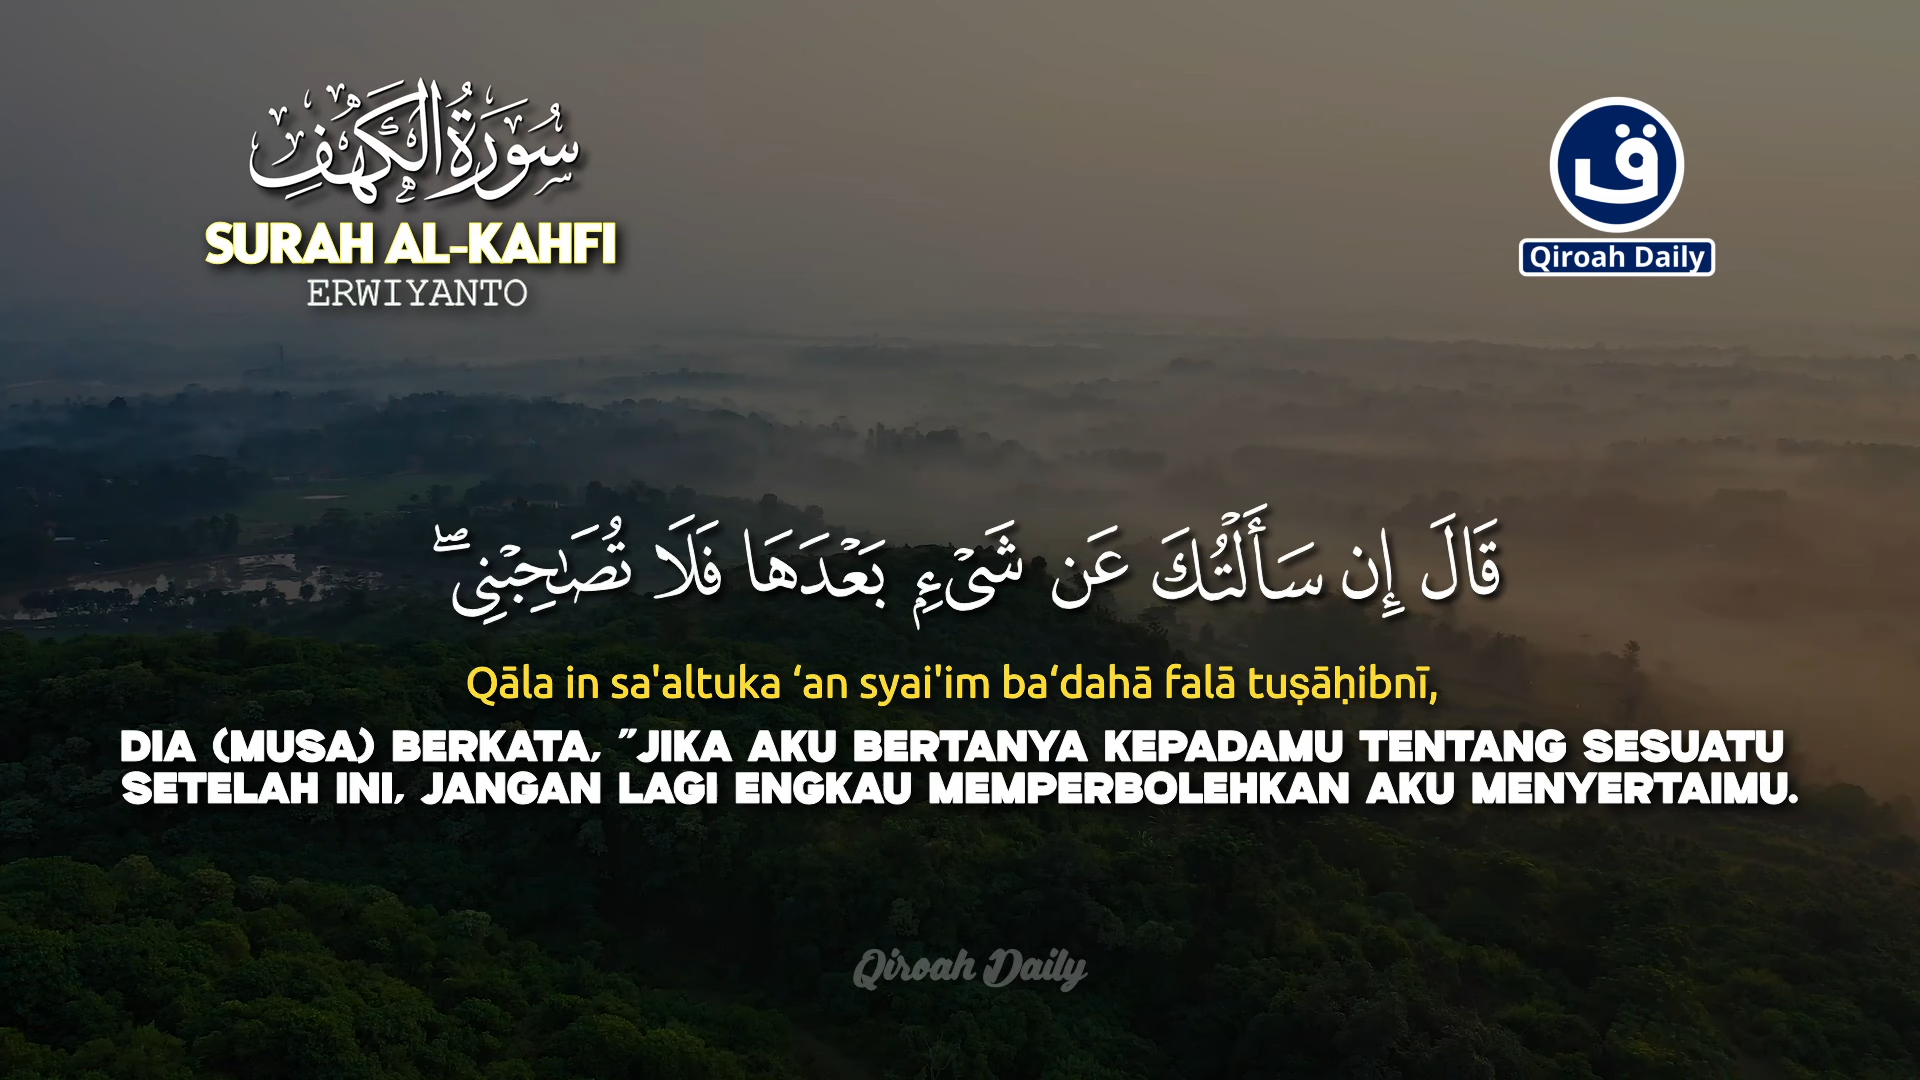 سُورَةُ الْكَهْفِ
SURAH AL-KAHFI
ERWIYANTO
ق
Qiroah Daily
قَالَ إِن سَأَلْتُكَ عَن شَىْءٍۭ بَعْدَهَا فَلَا تُصَٰحِبْنِى ۖ
Qāla in sa'altuka ‘an syai'im ba‘dahā falā tuṣāḥibnī,
DIA (MUSA) BERKATA, "JIKA AKU BERTANYA KEPADAMU TENTANG SESUATU
SETELAH INI, JANGAN LAGI ENGKAU MEMPERBOLEHKAN AKU MENYERTAIMU.
Qiroah Daily